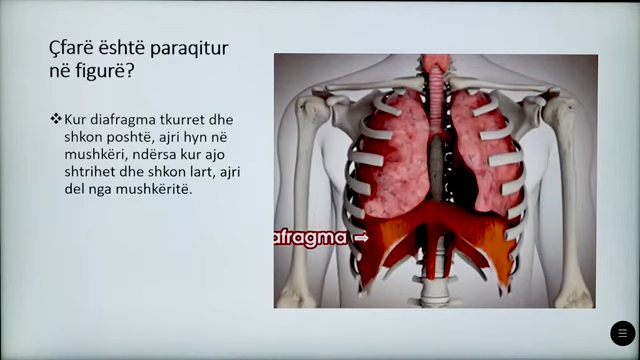 Çfarë është paraqitur
në figurë?
❖Kur diafragma tkurret dhe
shkon poshtë, ajri hyn në
mushkëri, ndërsa kur ajo
shtrihet dhe shkon lart, ajri
del nga mushkëritë.
afragma